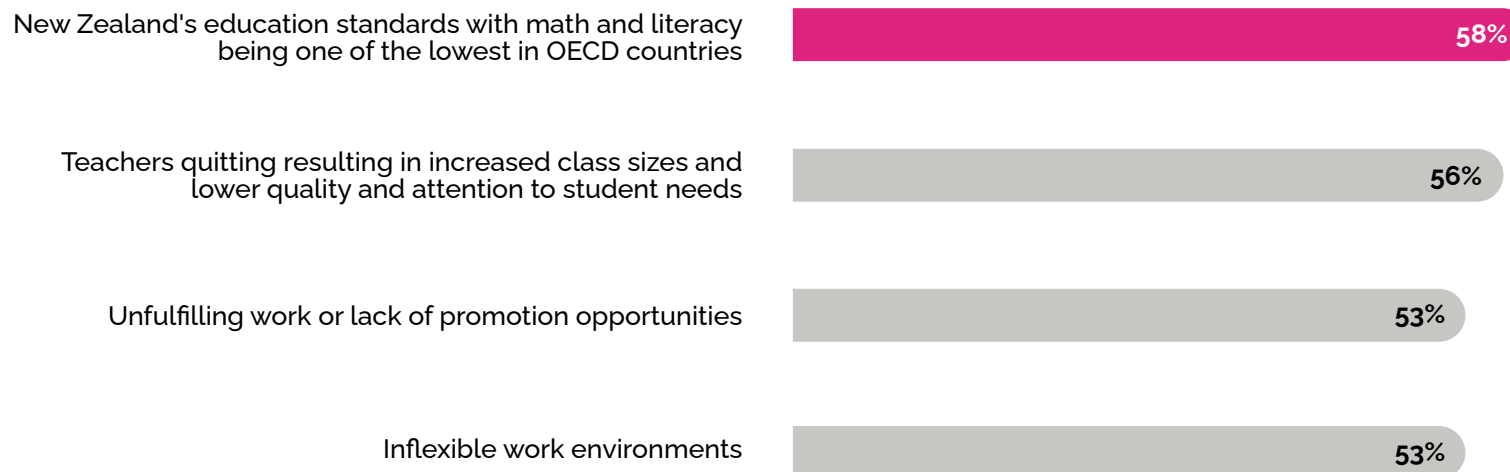 New Zealand's education standards with math and literacy
being one of the lowest in OECD countries
58%
Teachers quitting resulting in increased class sizes and
lower quality and attention to student needs
56%
Unfulfilling work or lack of promotion opportunities
53%
Inflexible work environments
53%